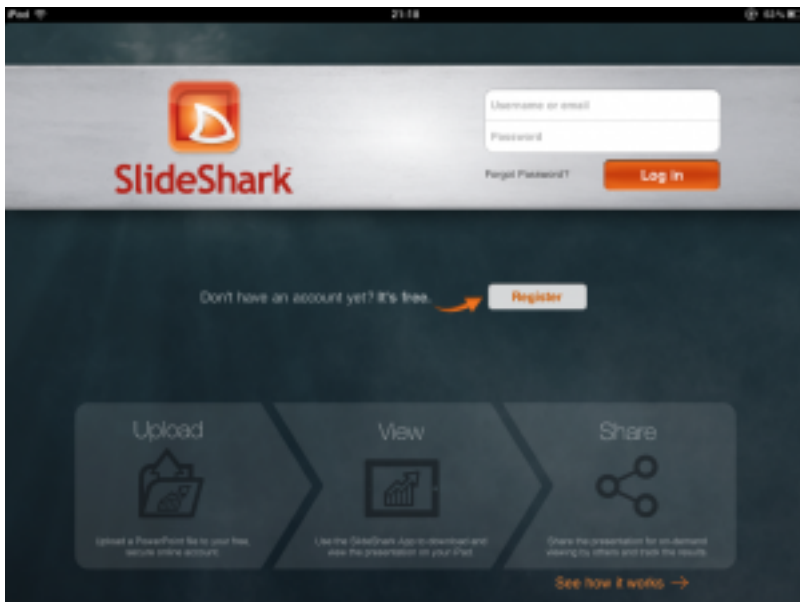 iPad
21:18
Username or email
Password
SlideShark
Forgot Password?
Log In
Don't have an account yet? It's free.
Register
Upload
View
Share
Upload a PowerPoint file to your free,
secure online account.
Use the SlideShark App to download and
view the presentation on your iPad.
Share the presentation for on-demand
viewing by others and track the results.
See how it works